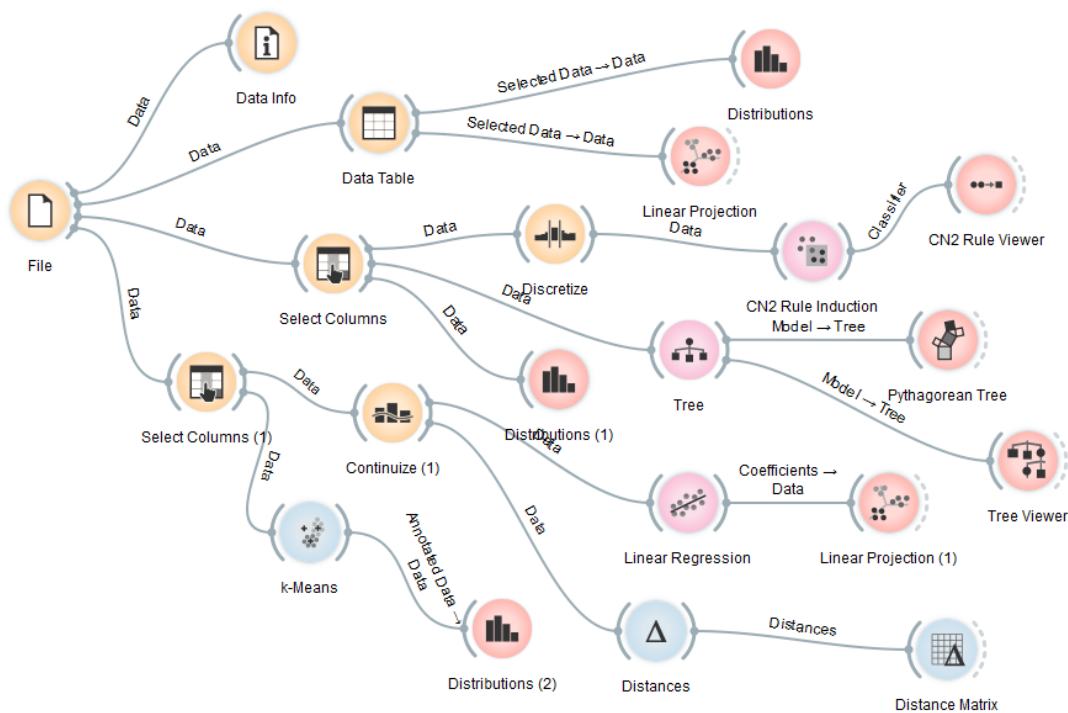 Data Info
Data
Selected Data → Data
Distributions
Data
Data Table
Selected Data → Data
Linear Projection
File
Data
Data
Discretize
Data
CN2 Rule Induction
Classifier
CN2 Rule Viewer
Select Columns
Data
Tree
Model → Tree
Pythagorean Tree
Model → Tree
Tree Viewer
Data
Distributions (1)
Data
Select Columns (1)
Data
Continuize (1)
Data
Linear Regression
Coefficients →
Data
Linear Projection (1)
Data
k-Means
Annotated Data →
Data
Distributions (2)
Data
Distances
Distances
Distance Matrix
Δ
Δ